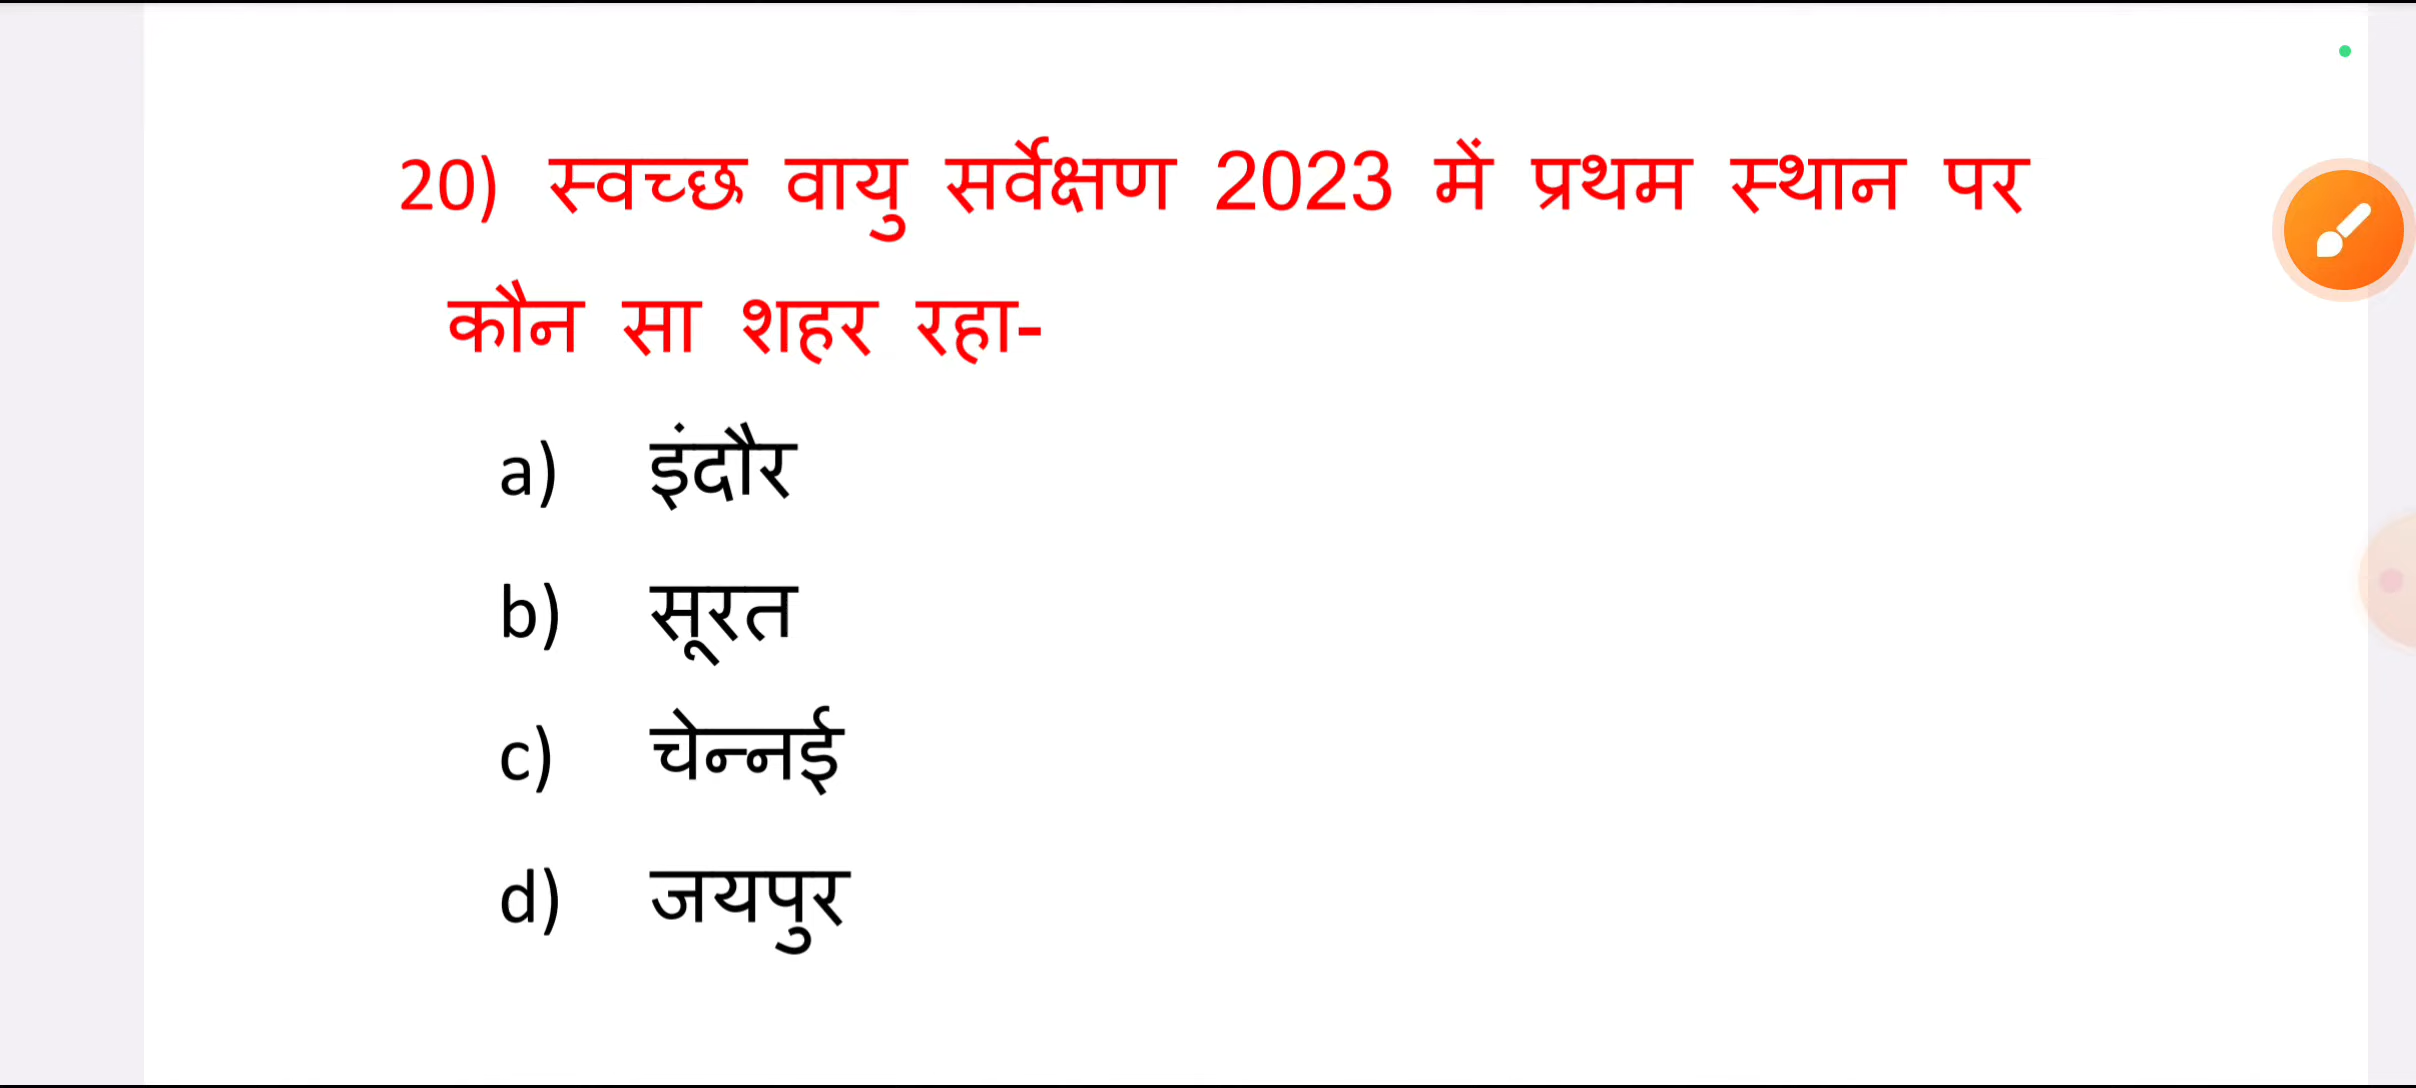 20) स्वच्छ वायु सर्वेक्षण 2023 में प्रथम स्थान पर
कौन सा शहर रहा-
a) इंदौर
b) सूरत
c) चेन्नई
d) जयपुर